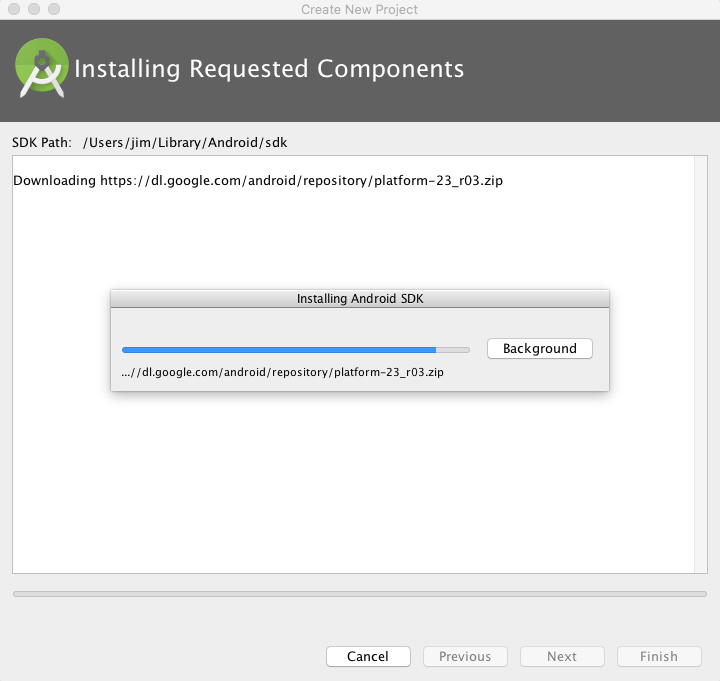 Create New Project
Installing Requested Components
SDK Path: /Users/jim/Library/Android/sdk
Downloading https://dl.google.com/android/repository/platform-23_r03.zip
Installing Android SDK
Background
...//dl.google.com/android/repository/platform-23_r03.zip
Cancel Previous Next Finish